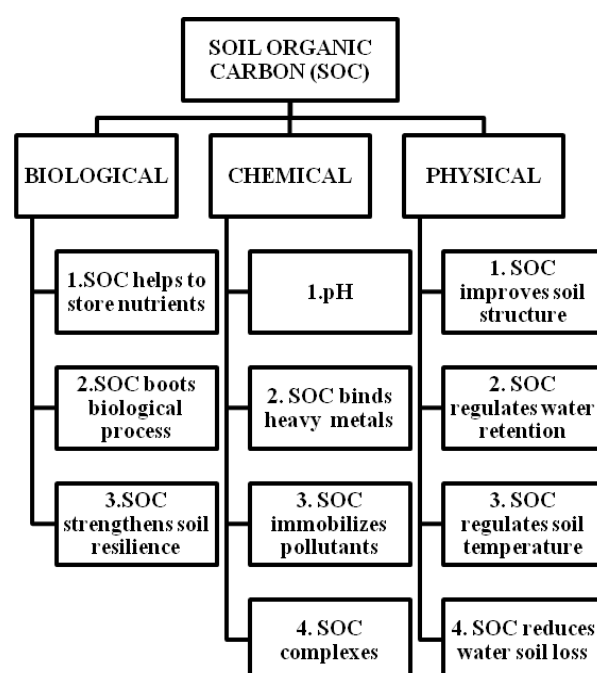 SOIL ORGANIC
CARBON (SOC)
BIOLOGICAL
CHEMICAL
PHYSICAL
1.SOC helps to
store nutrients
2.SOC boots
biological
process
3.SOC
strengthens soil
resilience
1.pH
2. SOC binds
heavy metals
3. SOC
immobilizes
pollutants
4. SOC
complexes
1. SOC
improves soil
structure
2. SOC
regulates water
retention
3. SOC
regulates soil
temperature
4. SOC reduces
water soil loss